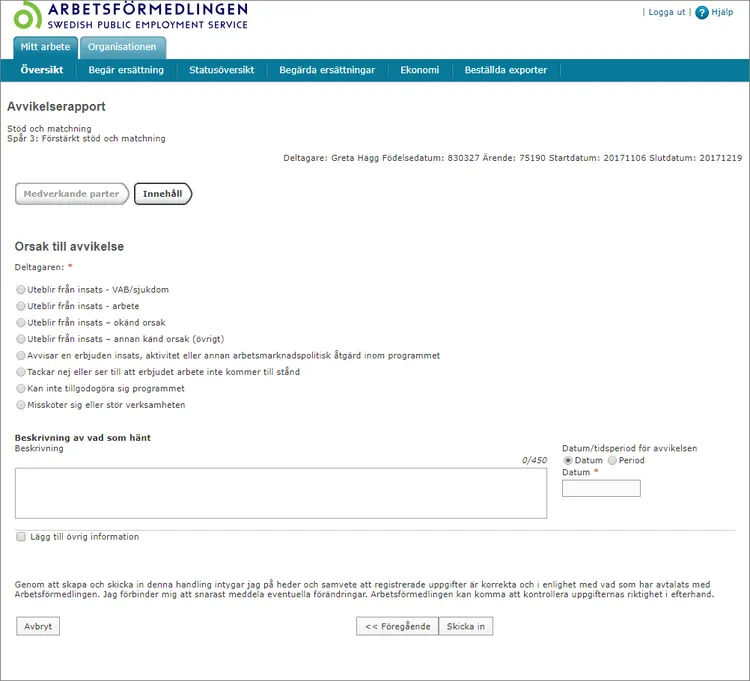 ARBETSFÖRMEDLINGEN
SWEDISH PUBLIC EMPLOYMENT SERVICE
| Logga ut | ? Hjälp
Mitt arbete Organisationen
Översikt Begär ersättning Statusöversikt Begärda ersättningar Ekonomi Beställda exporter
Avvikelserapport
Stöd och matchning
Spår 3: Förstärkt stöd och matchning
Deltagare: Greta Hägg Födelsedatum: 830327 Ärende: 75190 Startdatum: 20171106 Slutdatum: 20171219
Medverkande parter Innehåll
Orsak till avvikelse
Deltagaren: *
Uteblir från insats - VAB/sjukdom
Uteblir från insats - arbete
Uteblir från insats – okänd orsak
Uteblir från insats – annan känd orsak (övrigt)
Avvisar en erbjuden insats, aktivitet eller annan arbetsmarknadspolitisk åtgärd inom programmet
Tackar nej eller ser till att erbjudet arbete inte kommer till stånd
Kan inte tillgodogöra sig programmet
Missköter sig eller stör verksamheten
Beskrivning av vad som hänt
Beskrivning
0/450
Datum/tidsperiod för avvikelsen
Datum Period
Datum *
Lägg till övrig information
Genom att skapa och skicka in denna handling intygar jag på heder och samvete att registrerade uppgifter är korrekta och i enlighet med vad som har avtalats med
Arbetsförmedlingen. Jag förbinder mig att snarast meddela eventuella förändringar. Arbetsförmedlingen kan komma att kontrollera uppgifternas riktighet i efterhand.
Avbryt << Föregående Skicka in